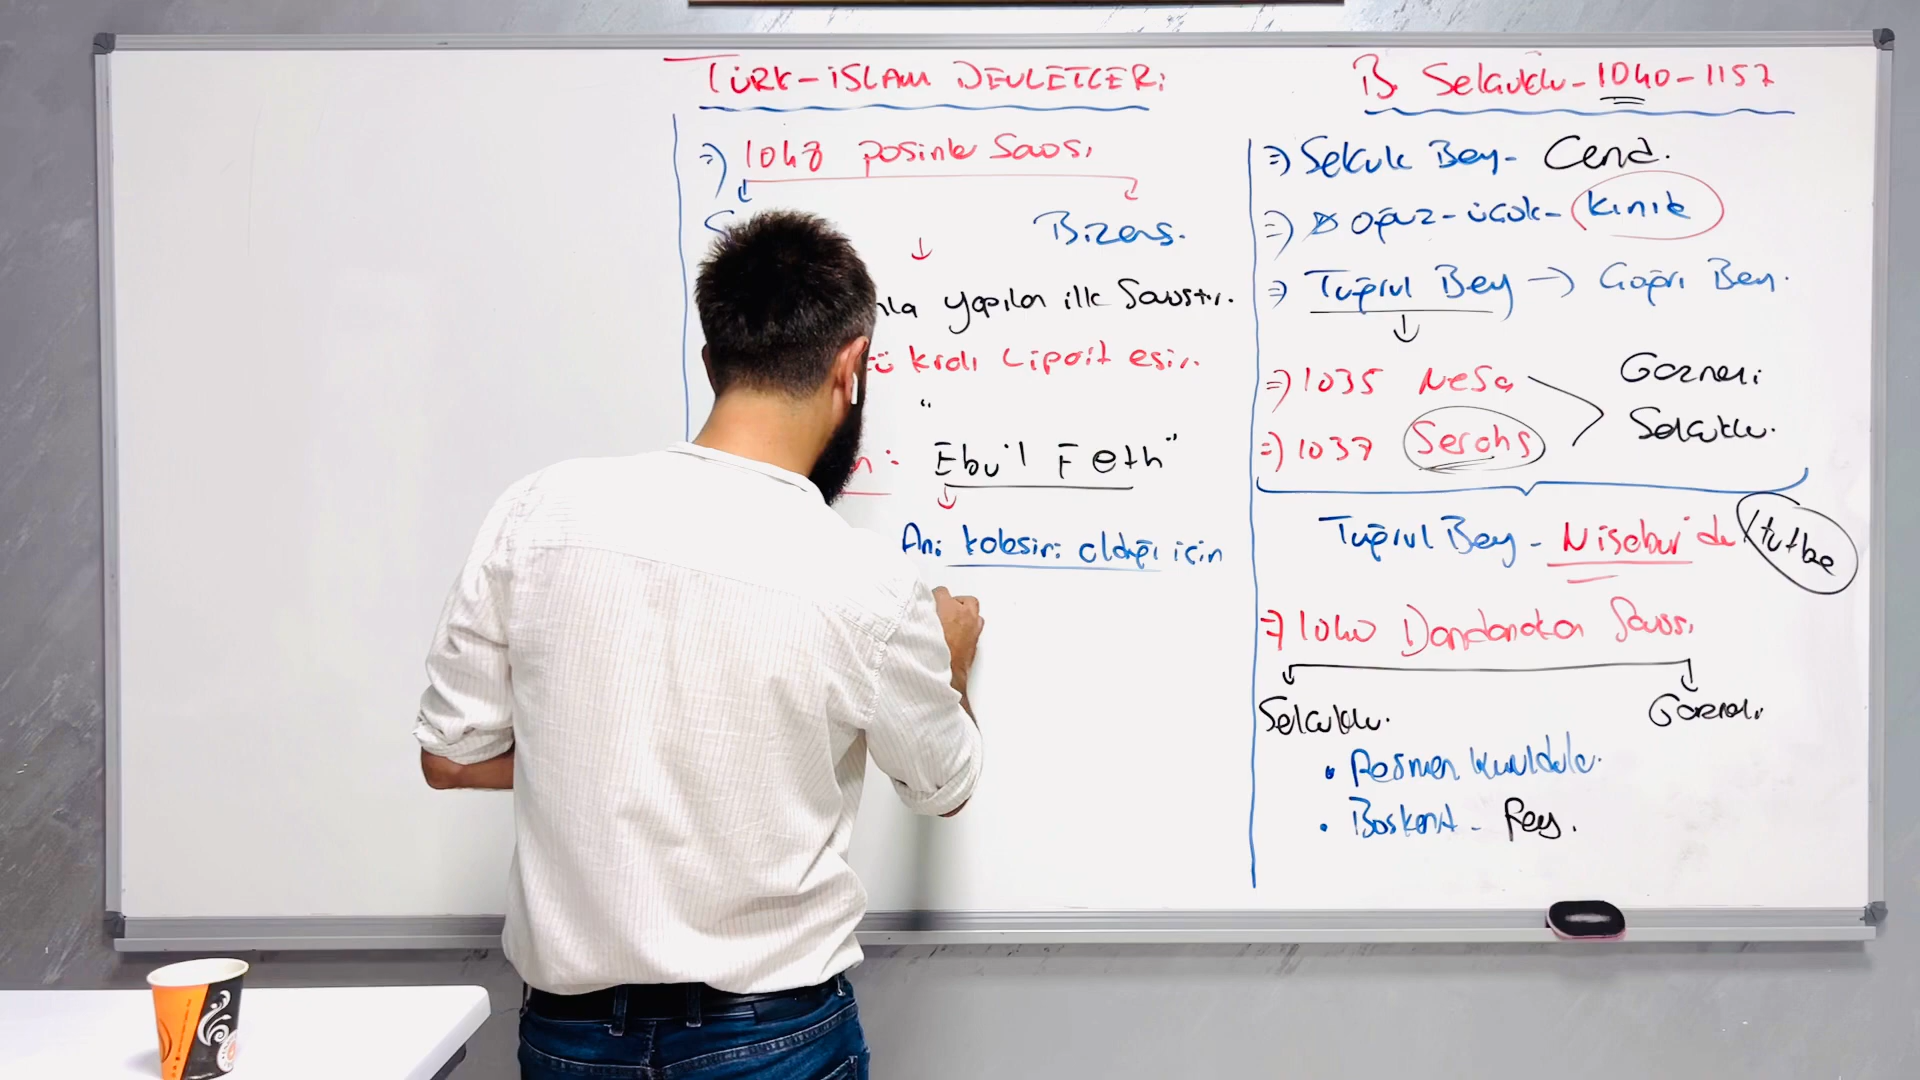 TÜRK-İSLAM DEVLETLERİ
⇒ 1048 Pasinler Savaşı
Bizans.
yapılan ilk Savaştır.
kralı Liparit esir.
"Ebu'l Feth"
Ani kalesini aldığı için
B. Selçuklu-1040-1157
⇒ Selçuk Bey- Cend.
⇒ Oğuz-Üçok-Kınık
⇒ Tuğrul Bey → Çağrı Bey.
⇒ 1035 Nesa
⇒ 1037 Serahs
Gazneli
Selçuklu.
Tuğrul Bey - Nişabur'da Hutbe
⇒ 1040 Dandanakan Savaşı
Selçuklu.
Gazneli
• Resmen kuruldular.
• Başkent - Rey.